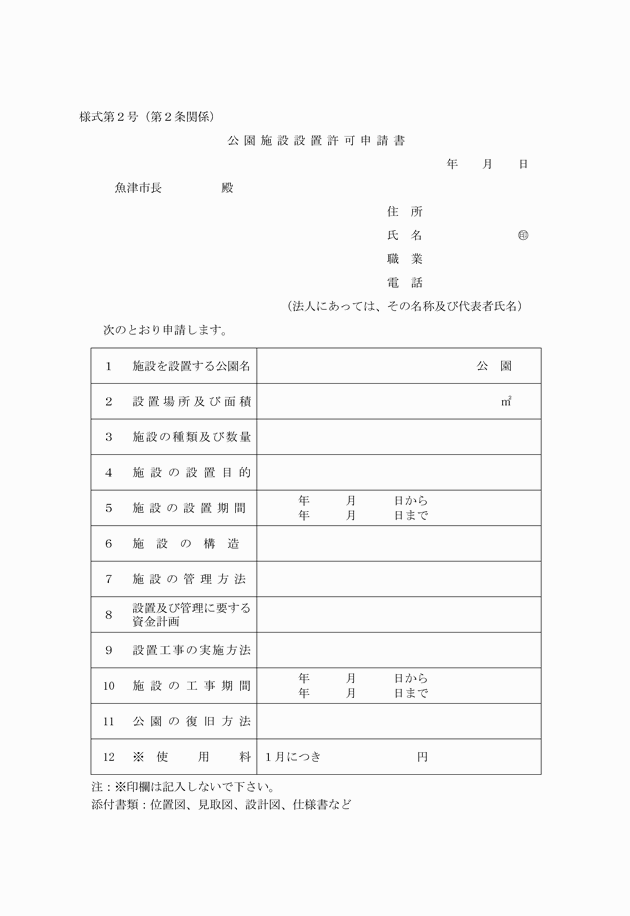 様式第２号（第２条関係）
公園施設設置許可申請書
年　　月　　日
魚津市長　　　　　殿
住　所
氏　名　　　　　　　　㊞
職　業
電　話
（法人にあっては、その名称及び代表者氏名）
次のとおり申請します。
１　施設を設置する公園名　　公　園
２　設置場所及び面積　　㎡
３　施設の種類及び数量
４　施設の設置目的
５　施設の設置期間　　年　　　月　　　日から
年　　　月　　　日まで
６　施設の構造
７　施設の管理方法
８　設置及び管理に要する
資金計画
９　設置工事の実施方法
10　施設の工事期間　　年　　　月　　　日から
年　　　月　　　日まで
11　公園の復旧方法
12　※使用料　　１月につき　　　　　　　　円
注：※印欄は記入しないで下さい。
添付書類：位置図、見取図、設計図、仕様書など